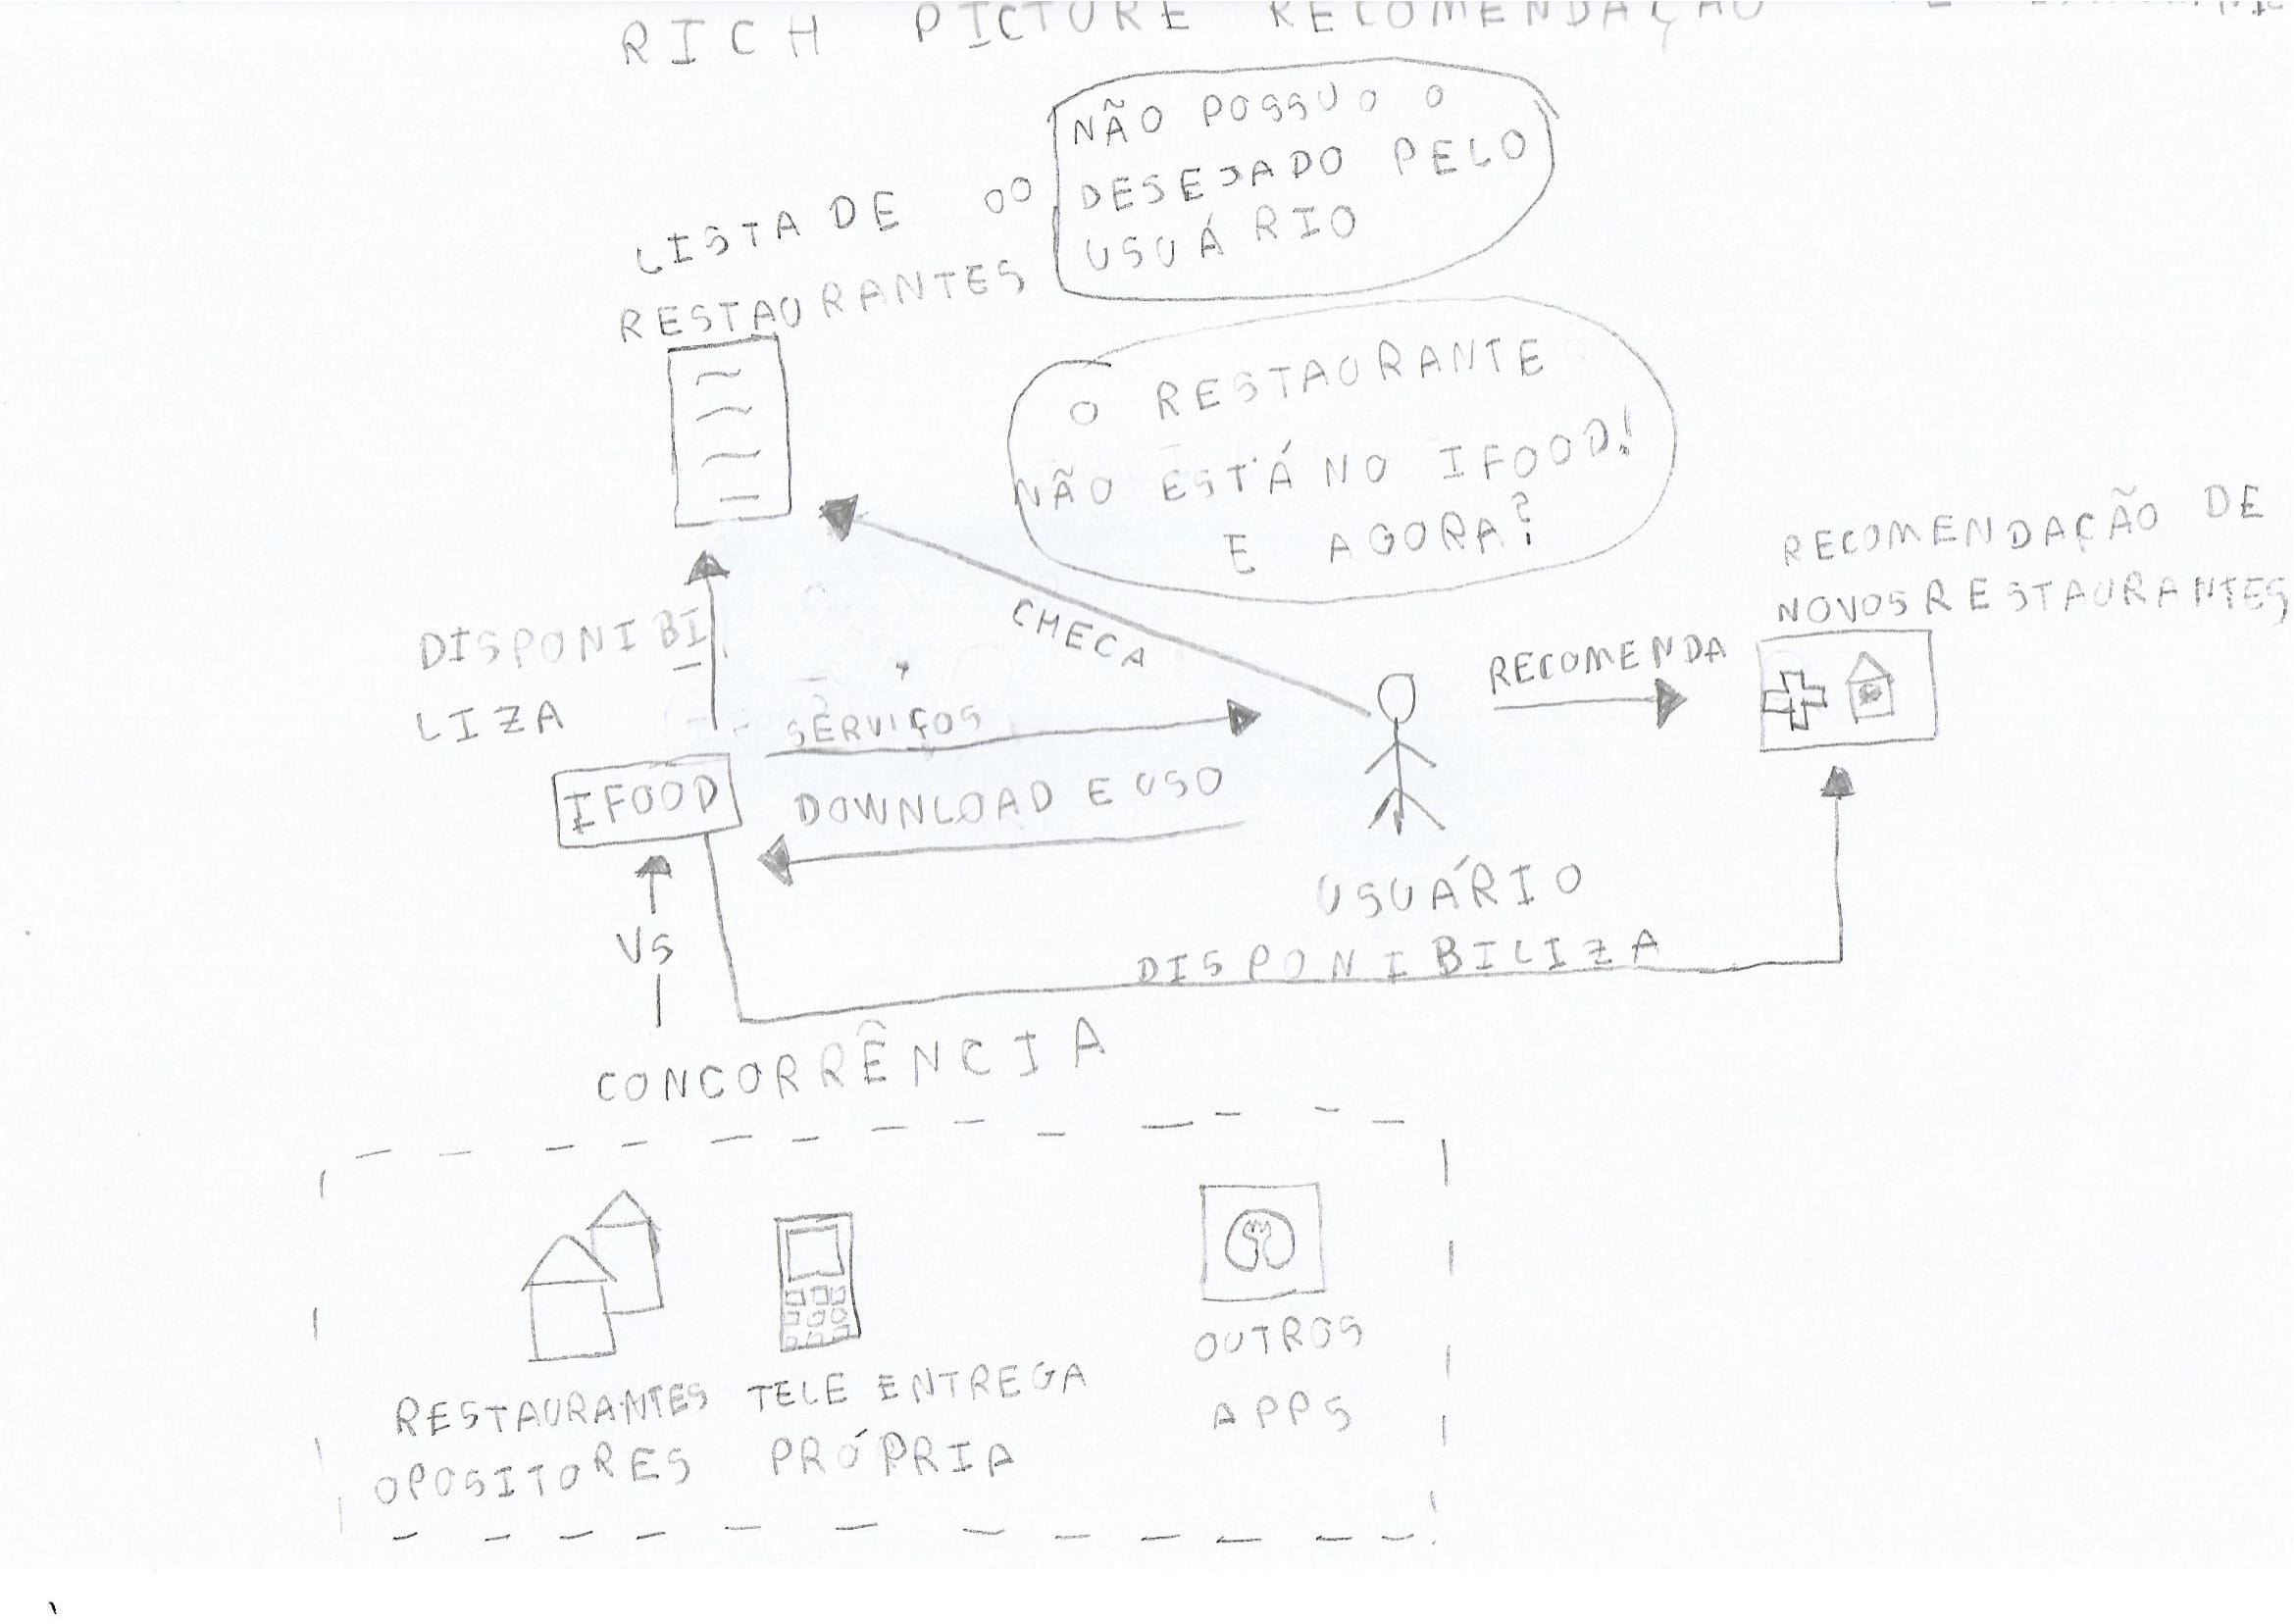 RICH PICTURE RECOMENDAÇÃO
NÃO POSSUO O
DESEJADO PELO
USUÁRIO
LISTA DE
RESTAURANTES
O RESTAURANTE
NÃO ESTÁ NO IFOOD!
E AGORA?
RECOMENDAÇÃO DE
NOVOS RESTAURANTES
CHECA
DISPONIBI
LIZA
RECOMENDA
SERVIÇOS
IFOOD
DOWNLOAD E USO
USUÁRIO
VS
DISPONIBILIZA
CONCORRÊNCIA
RESTAURANTES
OPOSITORES
TELE ENTREGA
PRÓPRIA
OUTROS
APPS